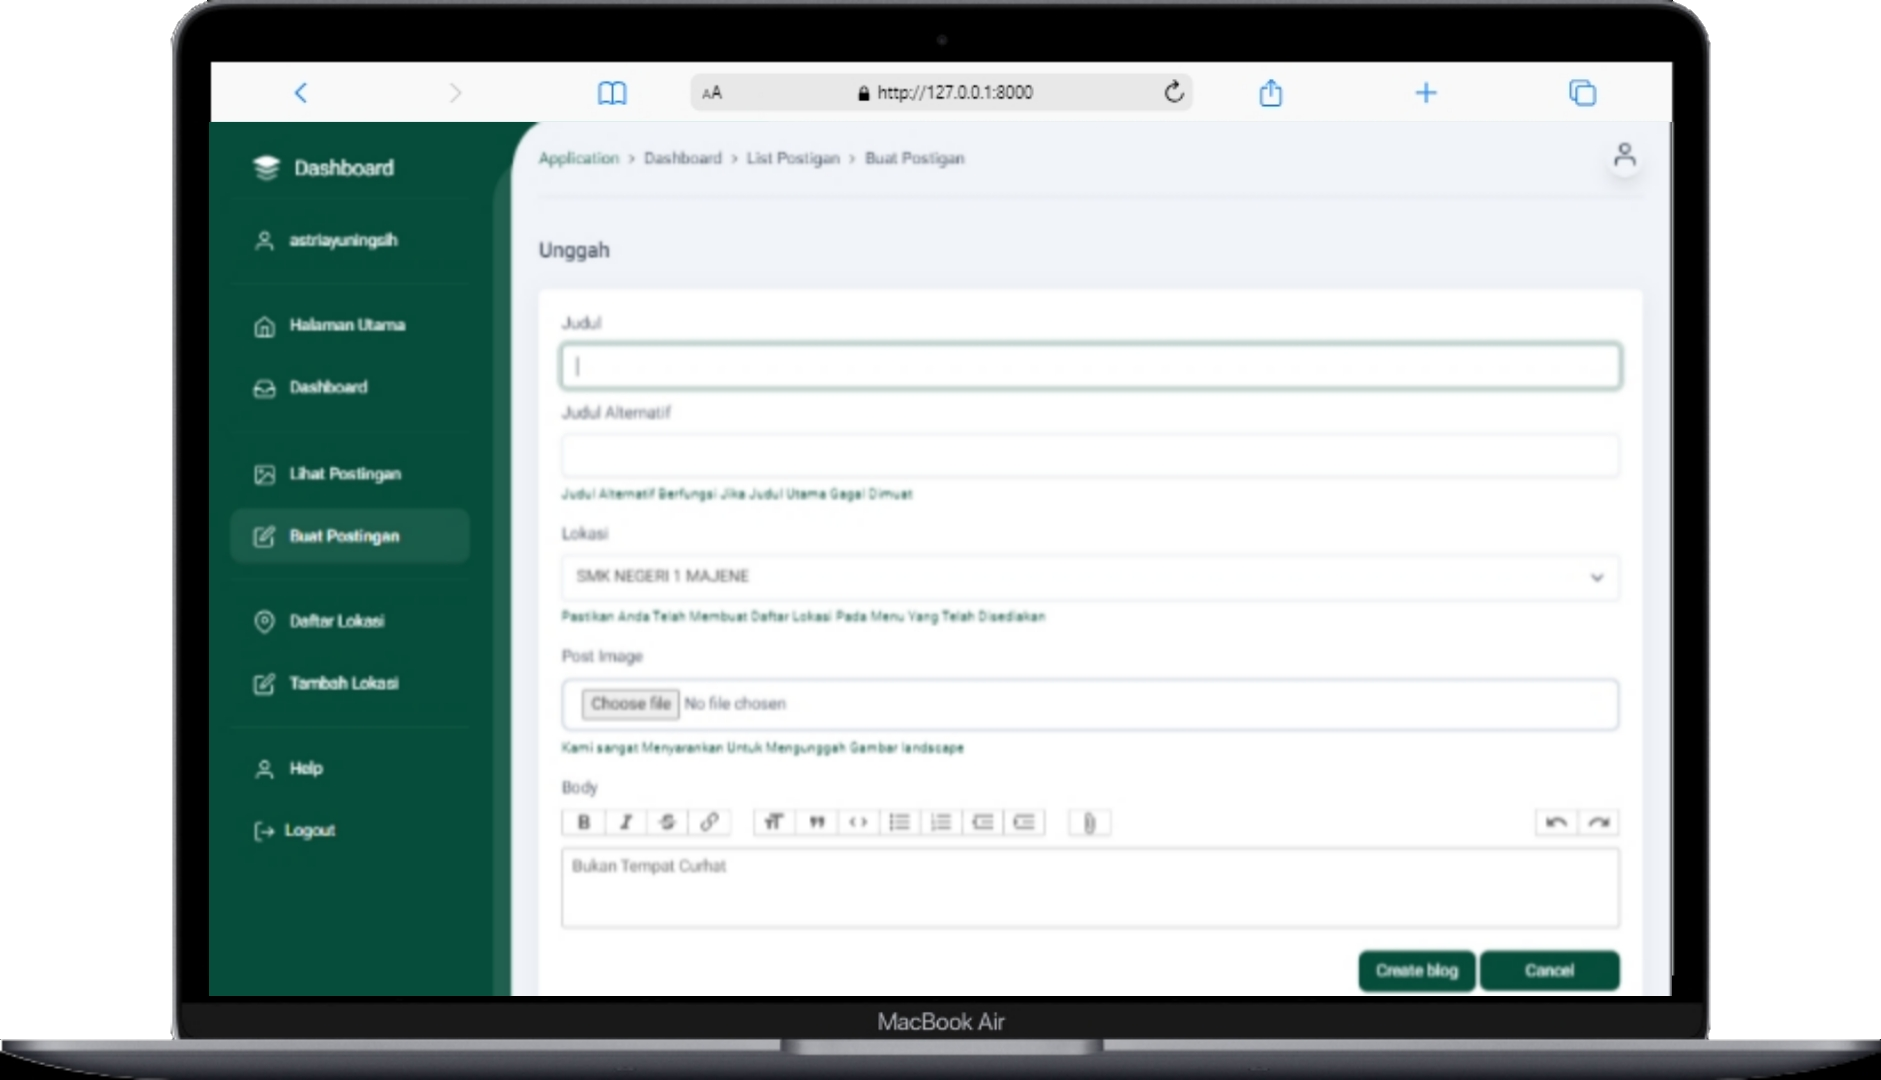 AA
http://127.0.0.1:8000
Dashboard
astriayuningsih
Halaman Utama
Dashboard
Lihat Postingan
Buat Postingan
Daftar Lokasi
Tambah Lokasi
Help
Logout
Application > Dashboard > List Postigan > Buat Postigan
Unggah
Judul
Judul Alternatif
Judul Alternatif Berfungsi Jika Judul Utama Gagal Dimuat
Lokasi
SMK NEGERI 1 MAJENE
Pastikan Anda Telah Membuat Daftar Lokasi Pada Menu Yang Telah Disediakan
Post Image
Choose file No file chosen
Kami sangat Menyarankan Untuk Mengunggah Gambar landscape
Body
B I S
Bukan Tempat Curhat
Create blog Cancel
MacBook Air